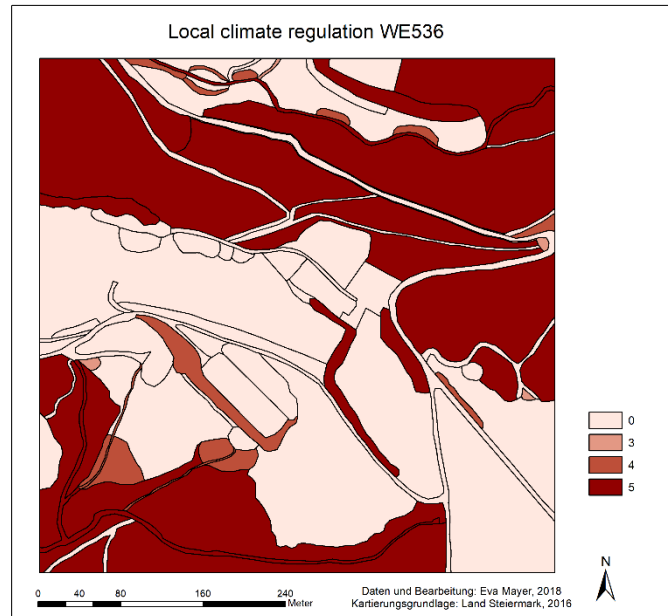 Local climate regulation WE536
0
3
4
5
0 40 80 160 240
Meter
Daten und Bearbeitung: Eva Mayer, 2018
Kartierungsgrundlage: Land Steiermark, 2016
N